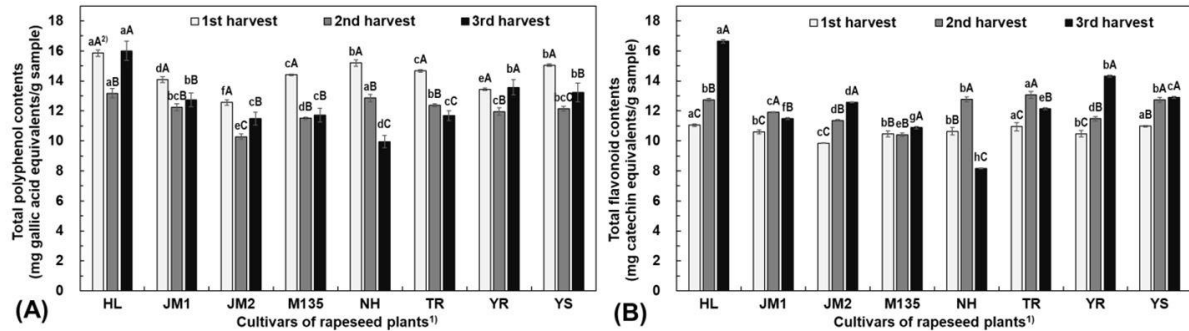 Total polyphenol contents
(mg gallic acid equivalents/g sample)
18
16
14
12
10
8
6
4
2
0
1st harvest 2nd harvest 3rd harvest
aA²⁾ aB aA
dA bcB bB
fA eC cB
cA dB bB
bA aB dC
cA bB cC
eA cB bA
bA bcC bB
HL JM1 JM2 M135 NH TR YR YS
Cultivars of rapeseed plants¹⁾
(A)
Total flavonoid contents
(mg catechin equivalents/g sample)
18
16
14
12
10
8
6
4
2
0
1st harvest 2nd harvest 3rd harvest
aC bB aA
bC cA fB
cC dB dA
bB eB gA
bB bA hC
aC aA eB
bC dB bA
aB bA cA
HL JM1 JM2 M135 NH TR YR YS
Cultivars of rapeseed plants¹⁾
(B)